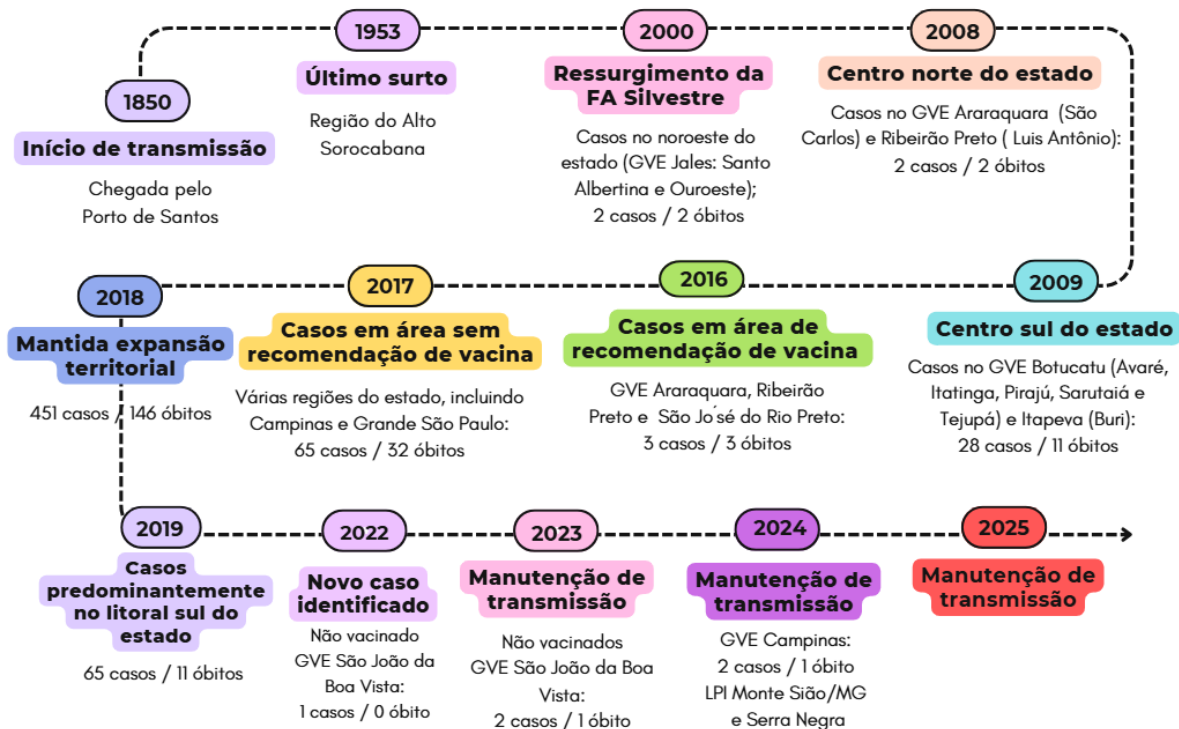 1850
Início de transmissão
Chegada pelo
Porto de Santos
1953
Último surto
Região do Alto
Sorocabana
2000
Ressurgimento da
FA Silvestre
Casos no noroeste do
estado (GVE Jales: Santo
Albertina e Ouroeste);
2 casos / 2 óbitos
2008
Centro norte do estado
Casos no GVE Araraquara (São
Carlos) e Ribeirão Preto ( Luis Antônio):
2 casos / 2 óbitos
2009
Centro sul do estado
Casos no GVE Botucatu (Avaré,
Itatinga, Pirajú, Sarutaiá e
Tejupá) e Itapeva (Buri):
28 casos / 11 óbitos
2016
Casos em área de
recomendação de vacina
GVE Araraquara, Ribeirão
Preto e São José do Rio Preto:
3 casos / 3 óbitos
2017
Casos em área sem
recomendação de vacina
Várias regiões do estado, incluindo
Campinas e Grande São Paulo:
65 casos / 32 óbitos
2018
Mantida expansão
territorial
451 casos / 146 óbitos
2019
Casos
predominantemente
no litoral sul do
estado
65 casos / 11 óbitos
2022
Novo caso
identificado
Não vacinado
GVE São João da
Boa Vista:
1 casos / 0 óbito
2023
Manutenção de
transmissão
Não vacinados
GVE São João da Boa
Vista:
2 casos / 1 óbito
2024
Manutenção de
transmissão
GVE Campinas:
2 casos / 1 óbito
LPI Monte Sião/MG
e Serra Negra
2025
Manutenção de
transmissão